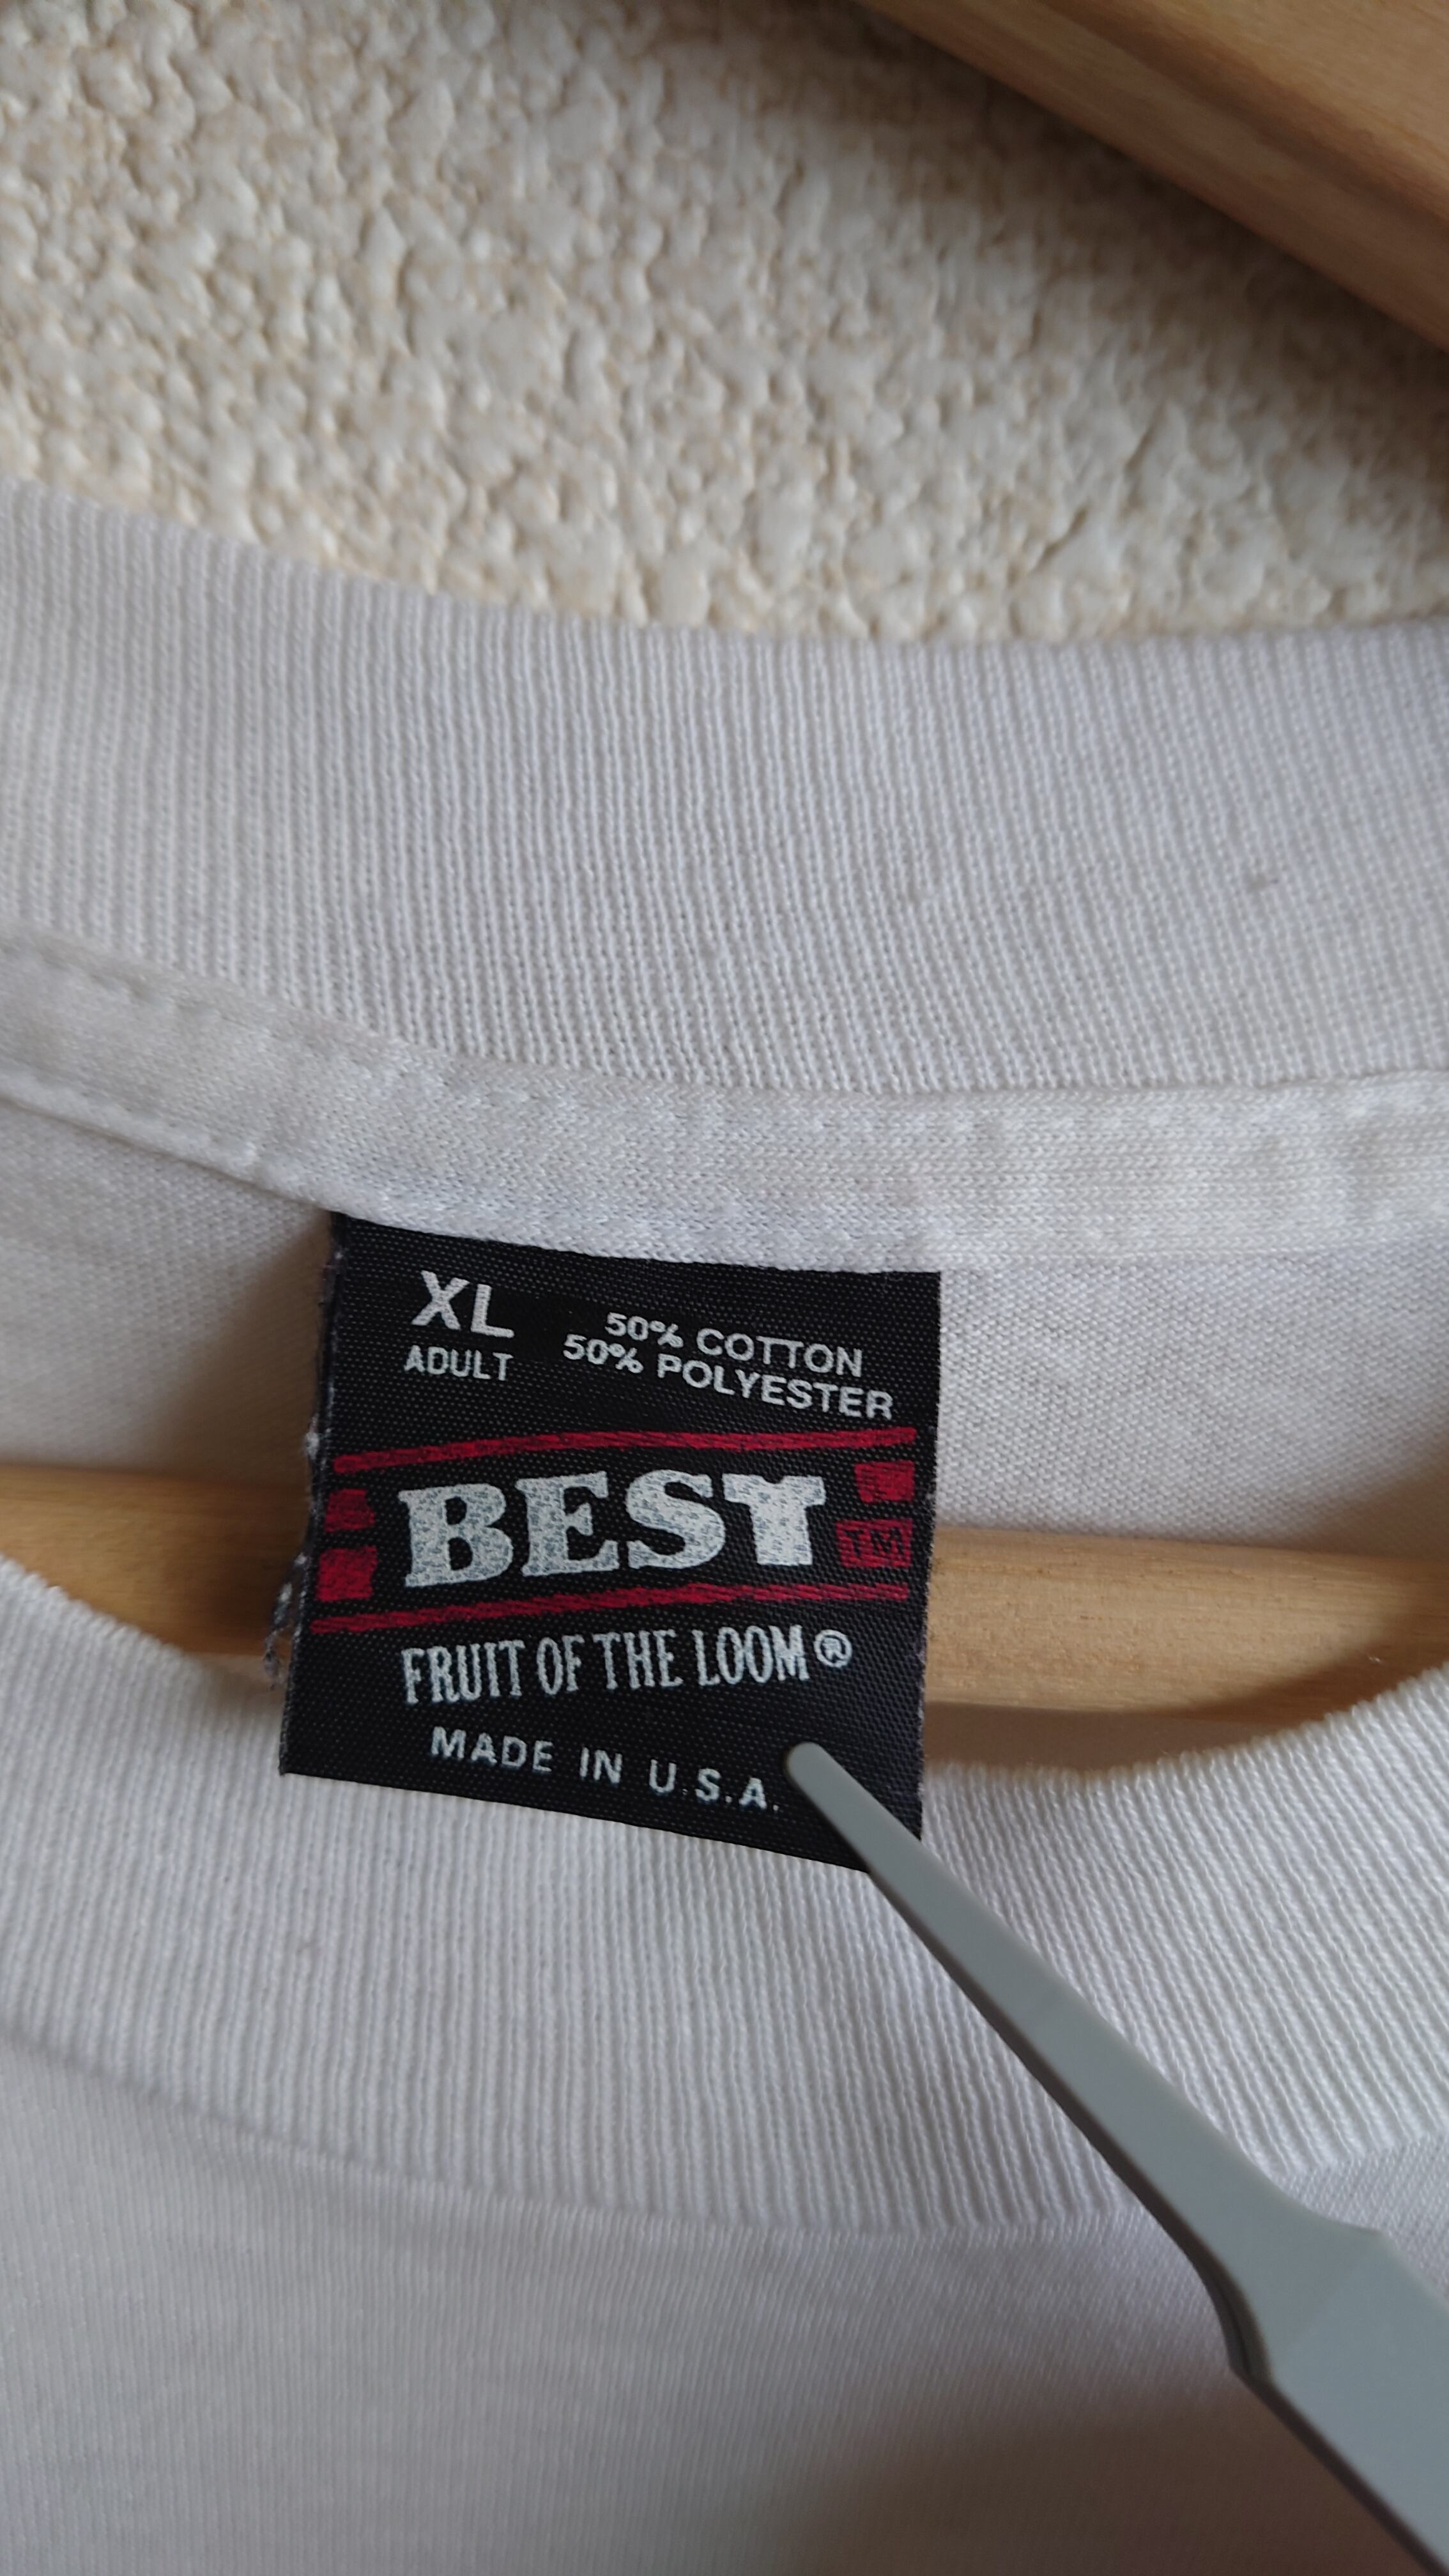 XL
ADULT
50% COTTON
50% POLYESTER
BEST
TM
FRUIT OF THE LOOM®
MADE IN U.S.A.